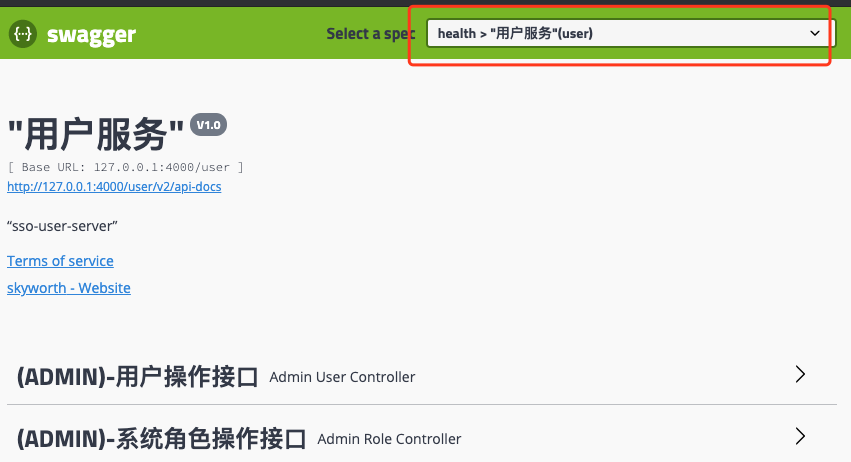 {··} swagger Select a spec health > "用户服务"(user)
"用户服务" V1.0
[ Base URL: 127.0.0.1:4000/user ]
http://127.0.0.1:4000/user/v2/api-docs
“sso-user-server”
Terms of service
skyworth - Website
(ADMIN)-用户操作接口 Admin User Controller
(ADMIN)-系统角色操作接口 Admin Role Controller